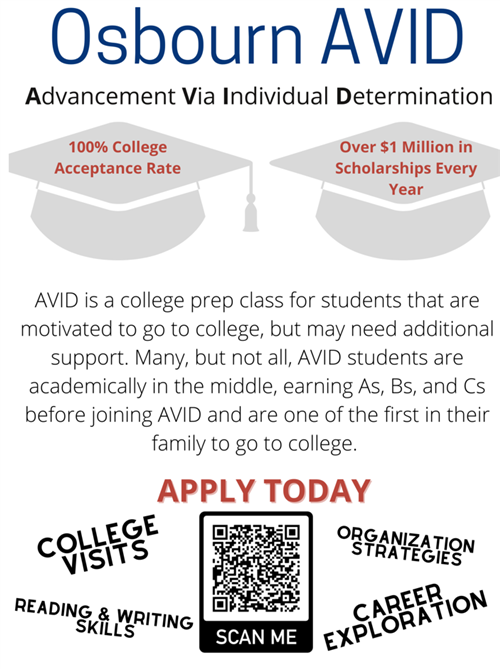 Osbourn AVID
Advancement Via Individual Determination
100% College
Acceptance Rate
Over $1 Million in
Scholarships Every
Year
AVID is a college prep class for students that are
motivated to go to college, but may need additional
support. Many, but not all, AVID students are
academically in the middle, earning As, Bs, and Cs
before joining AVID and are one of the first in their
family to go to college.
APPLY TODAY
COLLEGE
VISITS
ORGANIZATION
STRATEGIES
READING & WRITING
SKILLS
SCAN ME
CAREER
EXPLORATION